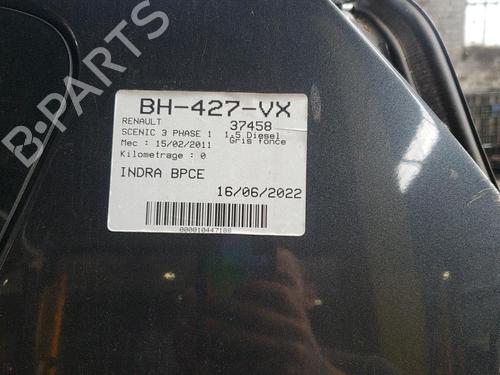 BH-427-VX
RENAULT 37458
SCENIC 3 PHASE 1 1.5 Diesel
Mec : 15/02/2011 Gris fonce
Kilometrage : 0
INDRA BPCE
16/06/2022
000010447188
B-PARTS